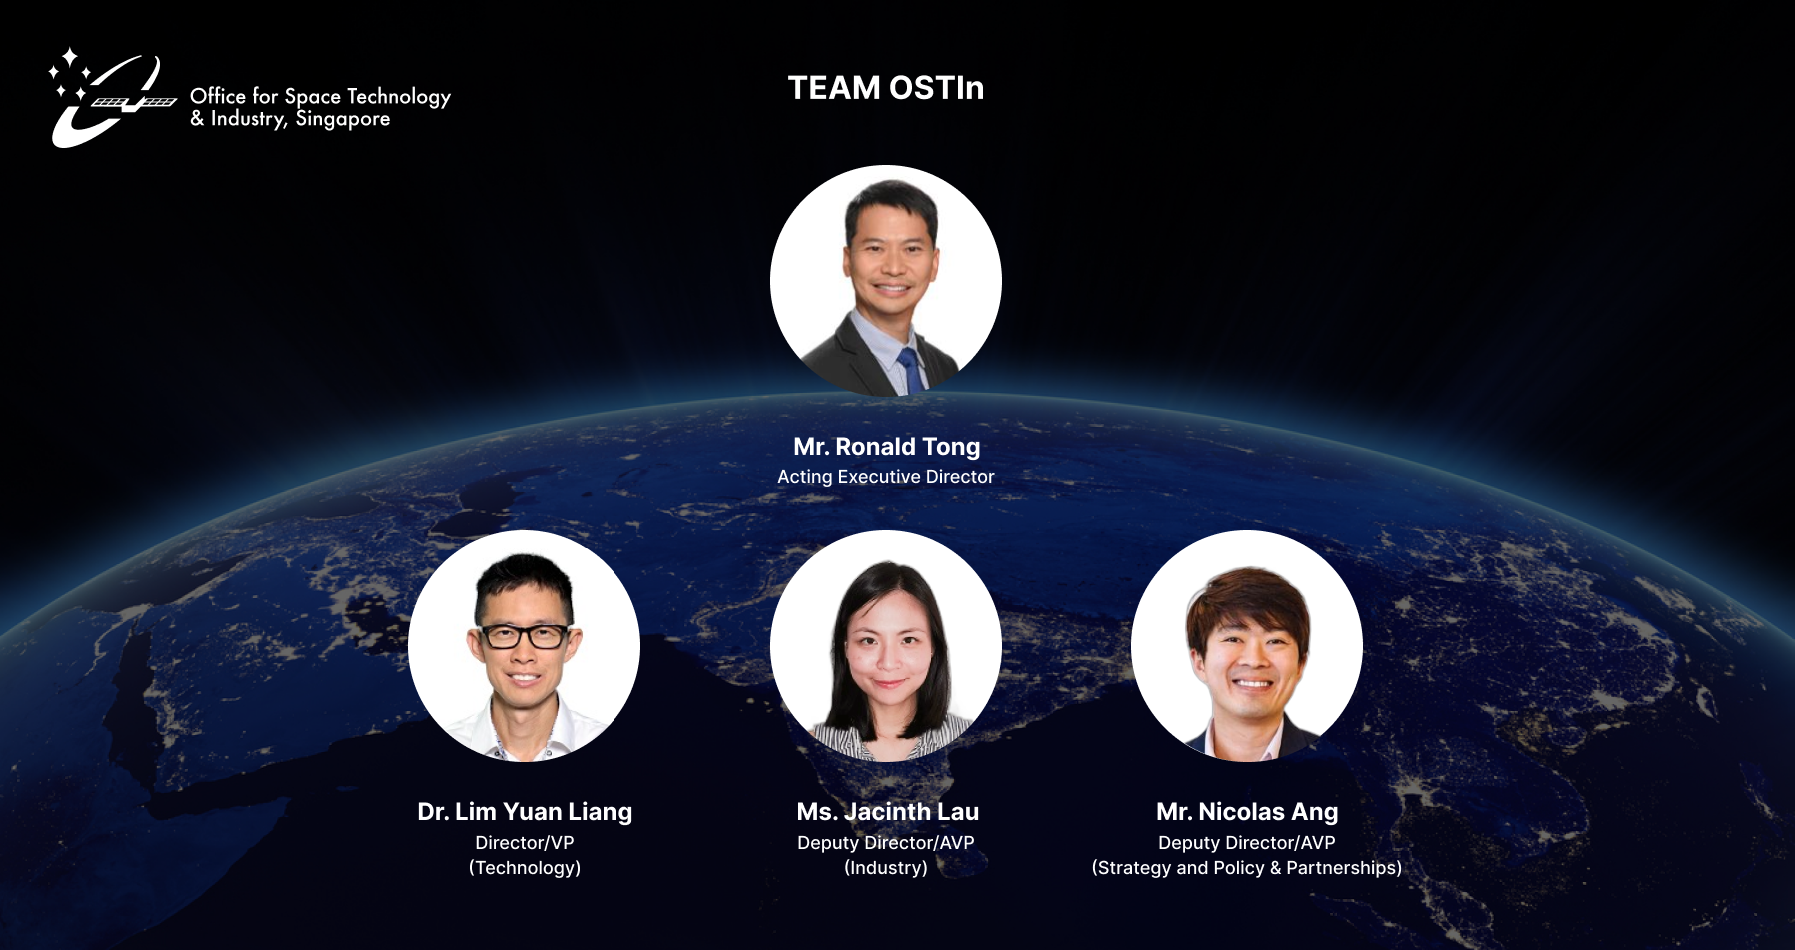 Office for Space Technology
& Industry, Singapore
TEAM OSTIn
Mr. Ronald Tong
Acting Executive Director
Dr. Lim Yuan Liang
Director/VP
(Technology)
Ms. Jacinth Lau
Deputy Director/AVP
(Industry)
Mr. Nicolas Ang
Deputy Director/AVP
(Strategy and Policy & Partnerships)